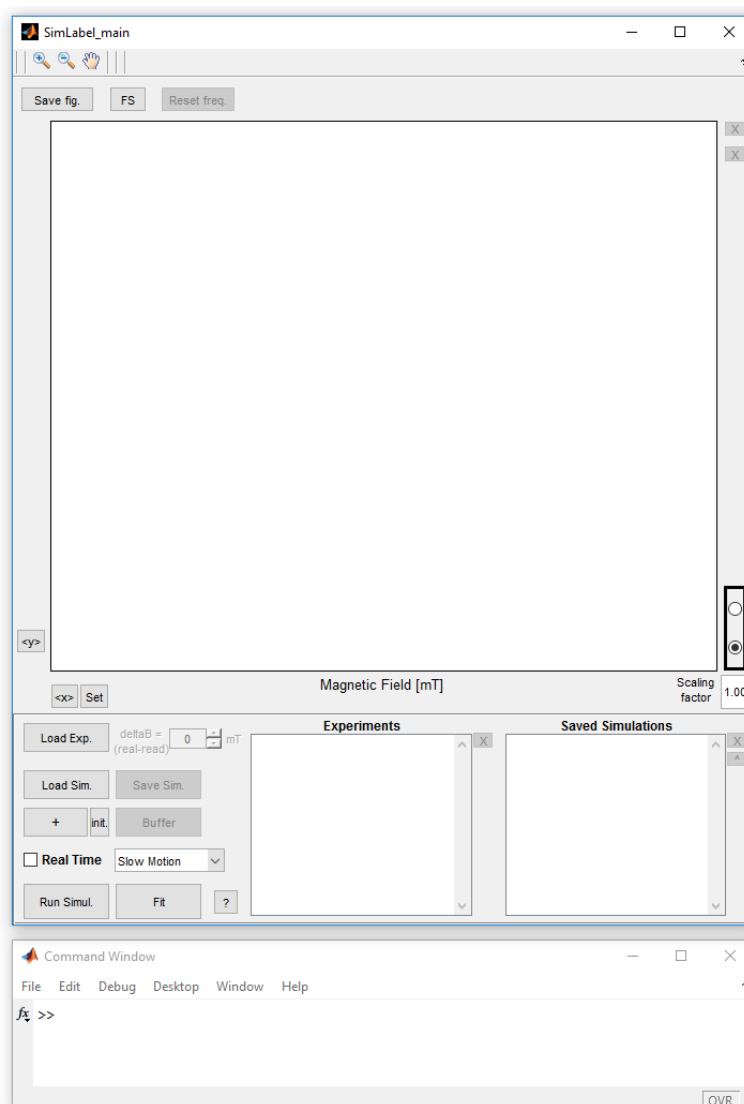 SimLabel_main
Save fig. FS Reset freq.
X
X
<y>
<x> Set Magnetic Field [mT] Scaling factor 1.00
Load Exp. deltaB = (real-read) 0 mT Experiments X Saved Simulations X
^
Load Sim. Save Sim.
+ init. Buffer
Real Time Slow Motion
Run Simul. Fit ?
Command Window
File Edit Debug Desktop Window Help
fx >>
OVR